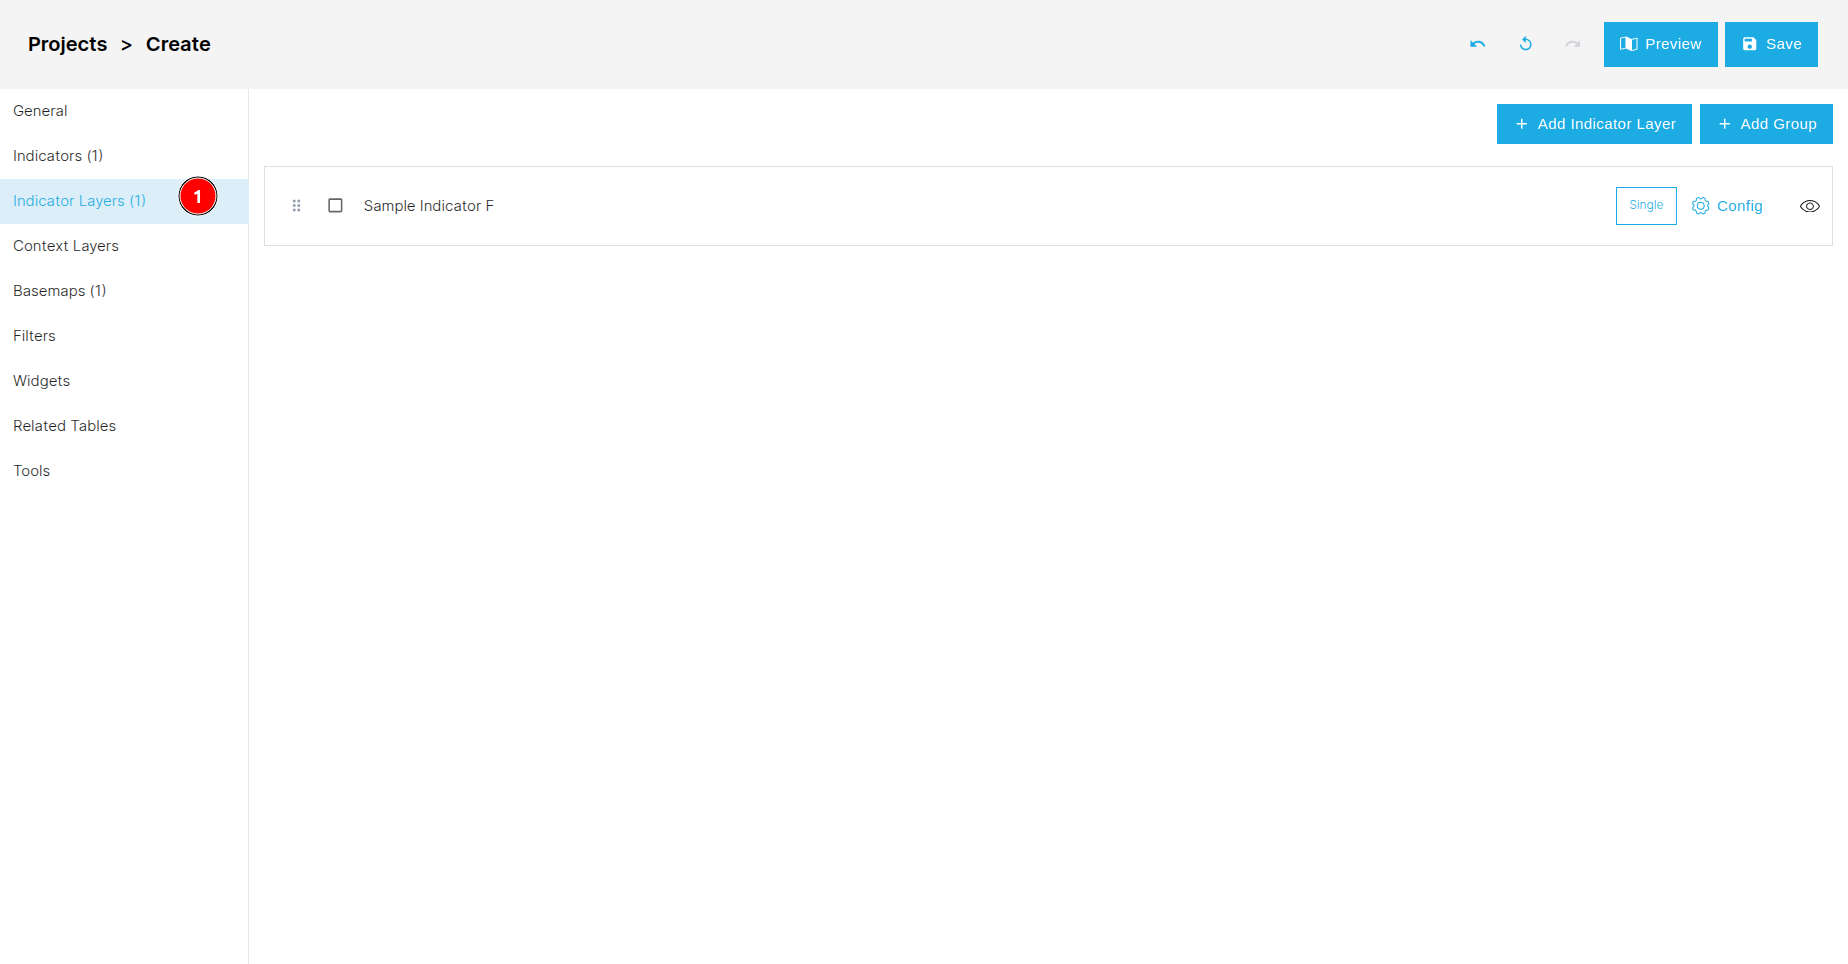 Projects > Create
Preview
Save
General
Indicators (1)
Indicator Layers (1)
1
Context Layers
Basemaps (1)
Filters
Widgets
Related Tables
Tools
+ Add Indicator Layer
+ Add Group
Sample Indicator F
Single
Config